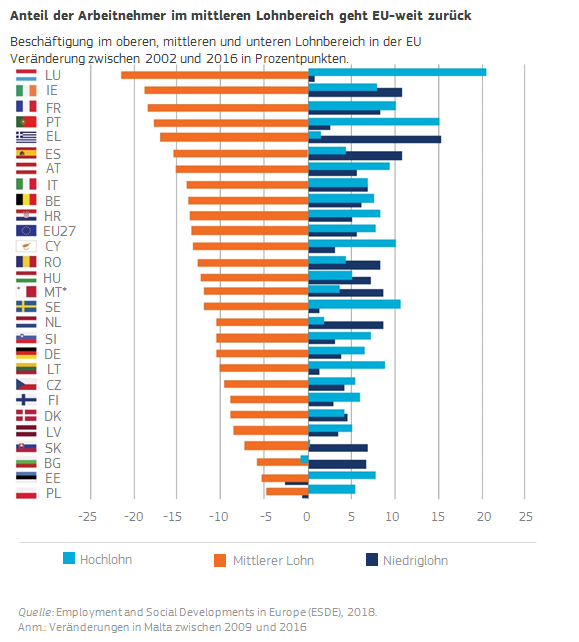 Anteil der Arbeitnehmer im mittleren Lohnbereich geht EU-weit zurück
Beschäftigung im oberen, mittleren und unteren Lohnbereich in der EU
Veränderung zwischen 2002 und 2016 in Prozentpunkten.
LU
IE
FR
PT
EL
ES
AT
IT
BE
HR
EU27
CY
RO
HU
MT*
SE
NL
SI
DE
LT
CZ
FI
DK
LV
SK
BG
EE
PL
-25 -20 -15 -10 -5 0 5 10 15 20 25
Hochlohn Mittlerer Lohn Niedriglohn
Quelle: Employment and Social Developments in Europe (ESDE), 2018.
Anm.: Veränderungen in Malta zwischen 2009 und 2016